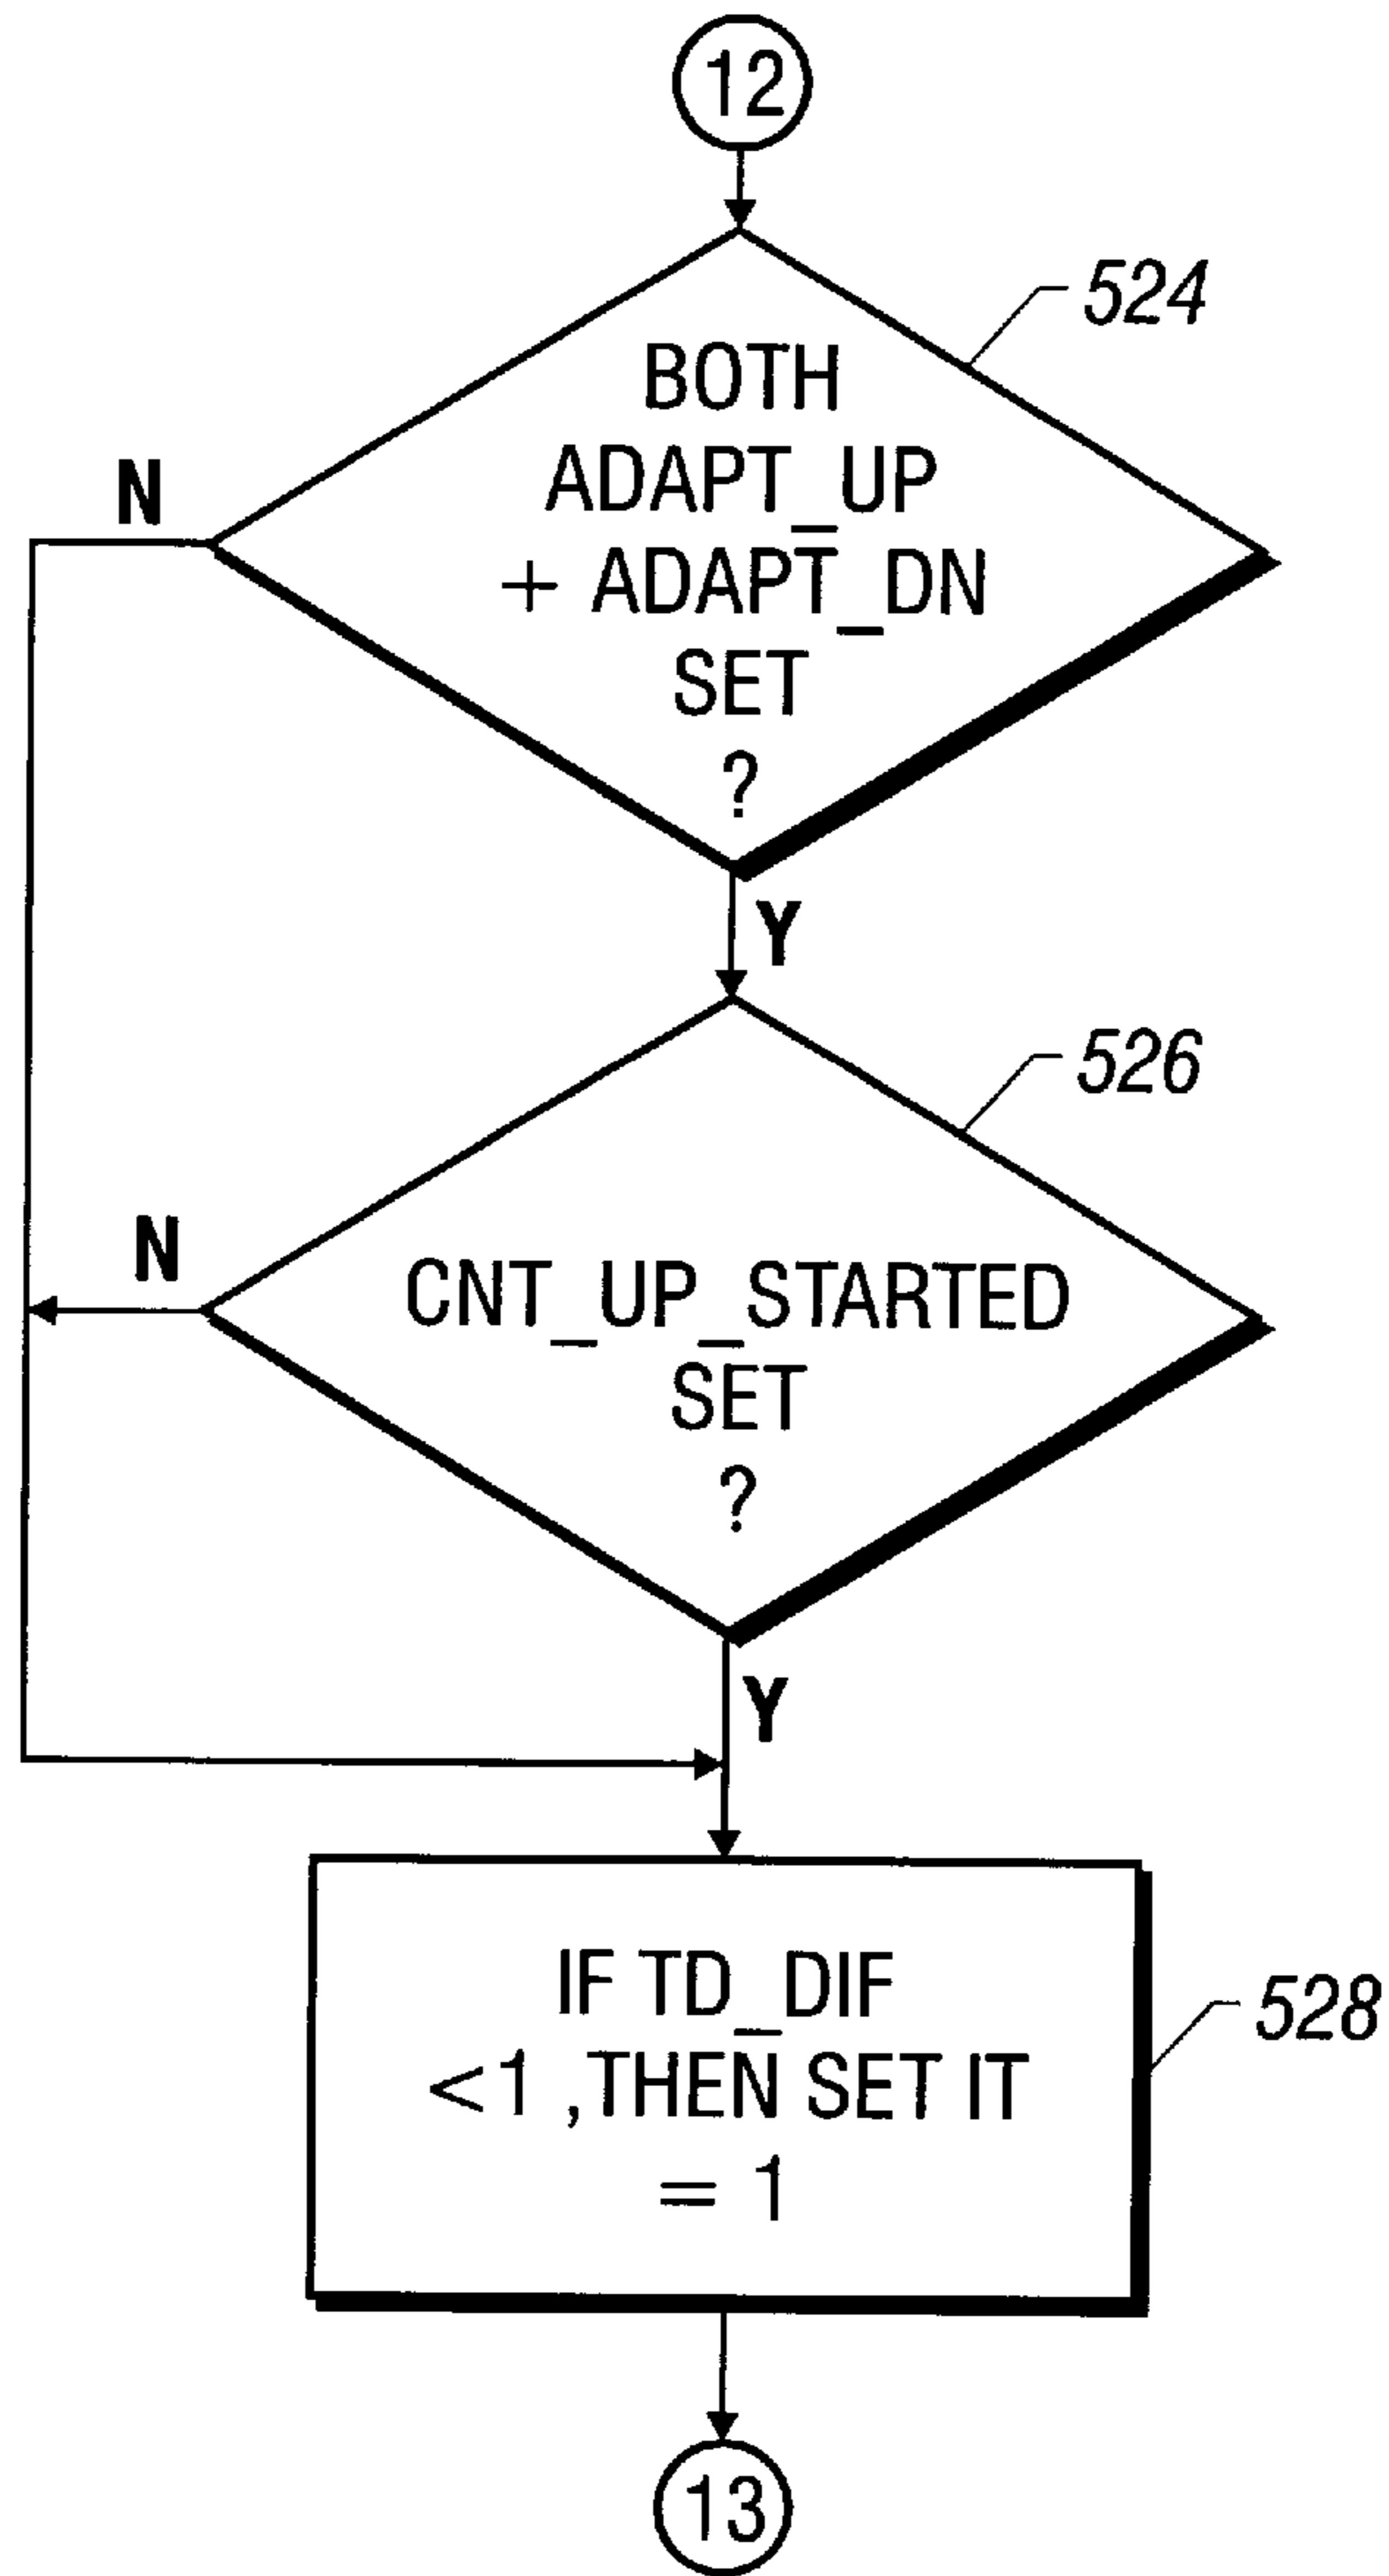 12
524
BOTH
ADAPT_UP
+ ADAPT_DN
SET
?
N
Y
526
N
CNT_UP_STARTED
SET
?
Y
IF TD_DIF
<1 ,THEN SET IT
= 1
528
13